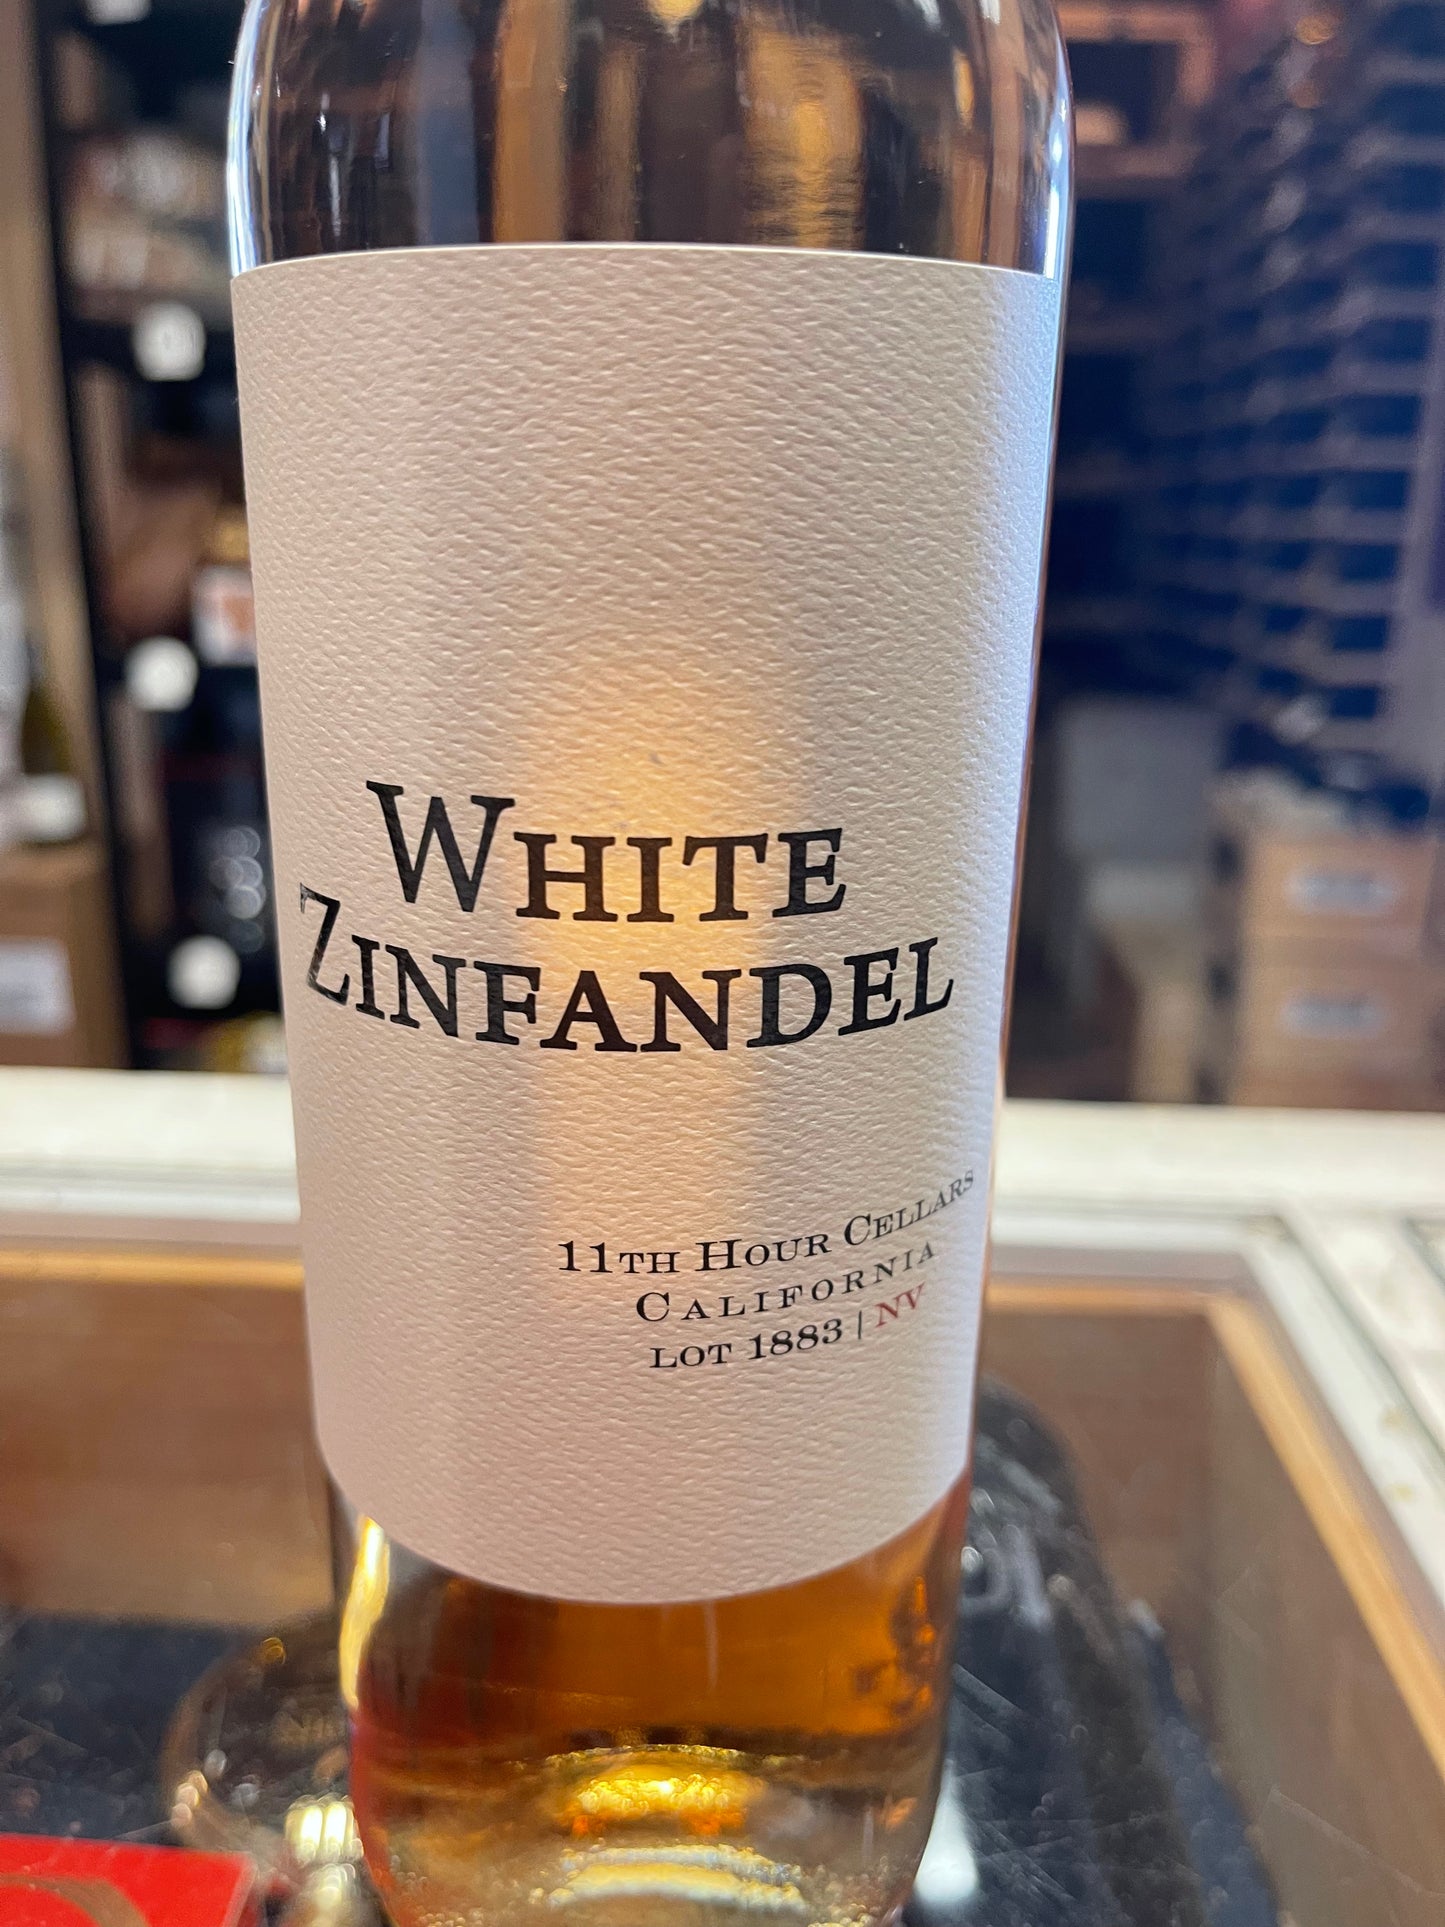 WHITE
ZINFANDEL
11TH HOUR CELLARS
CALIFORNIA
LOT 1883 | NV